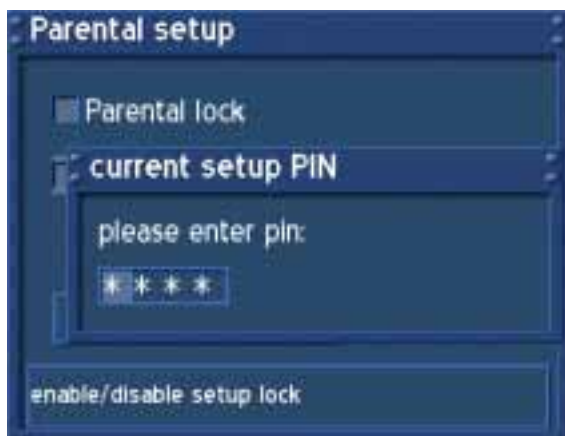 Parental setup
Parental lock
current setup PIN
please enter pin:
* * * *
enable/disable setup lock